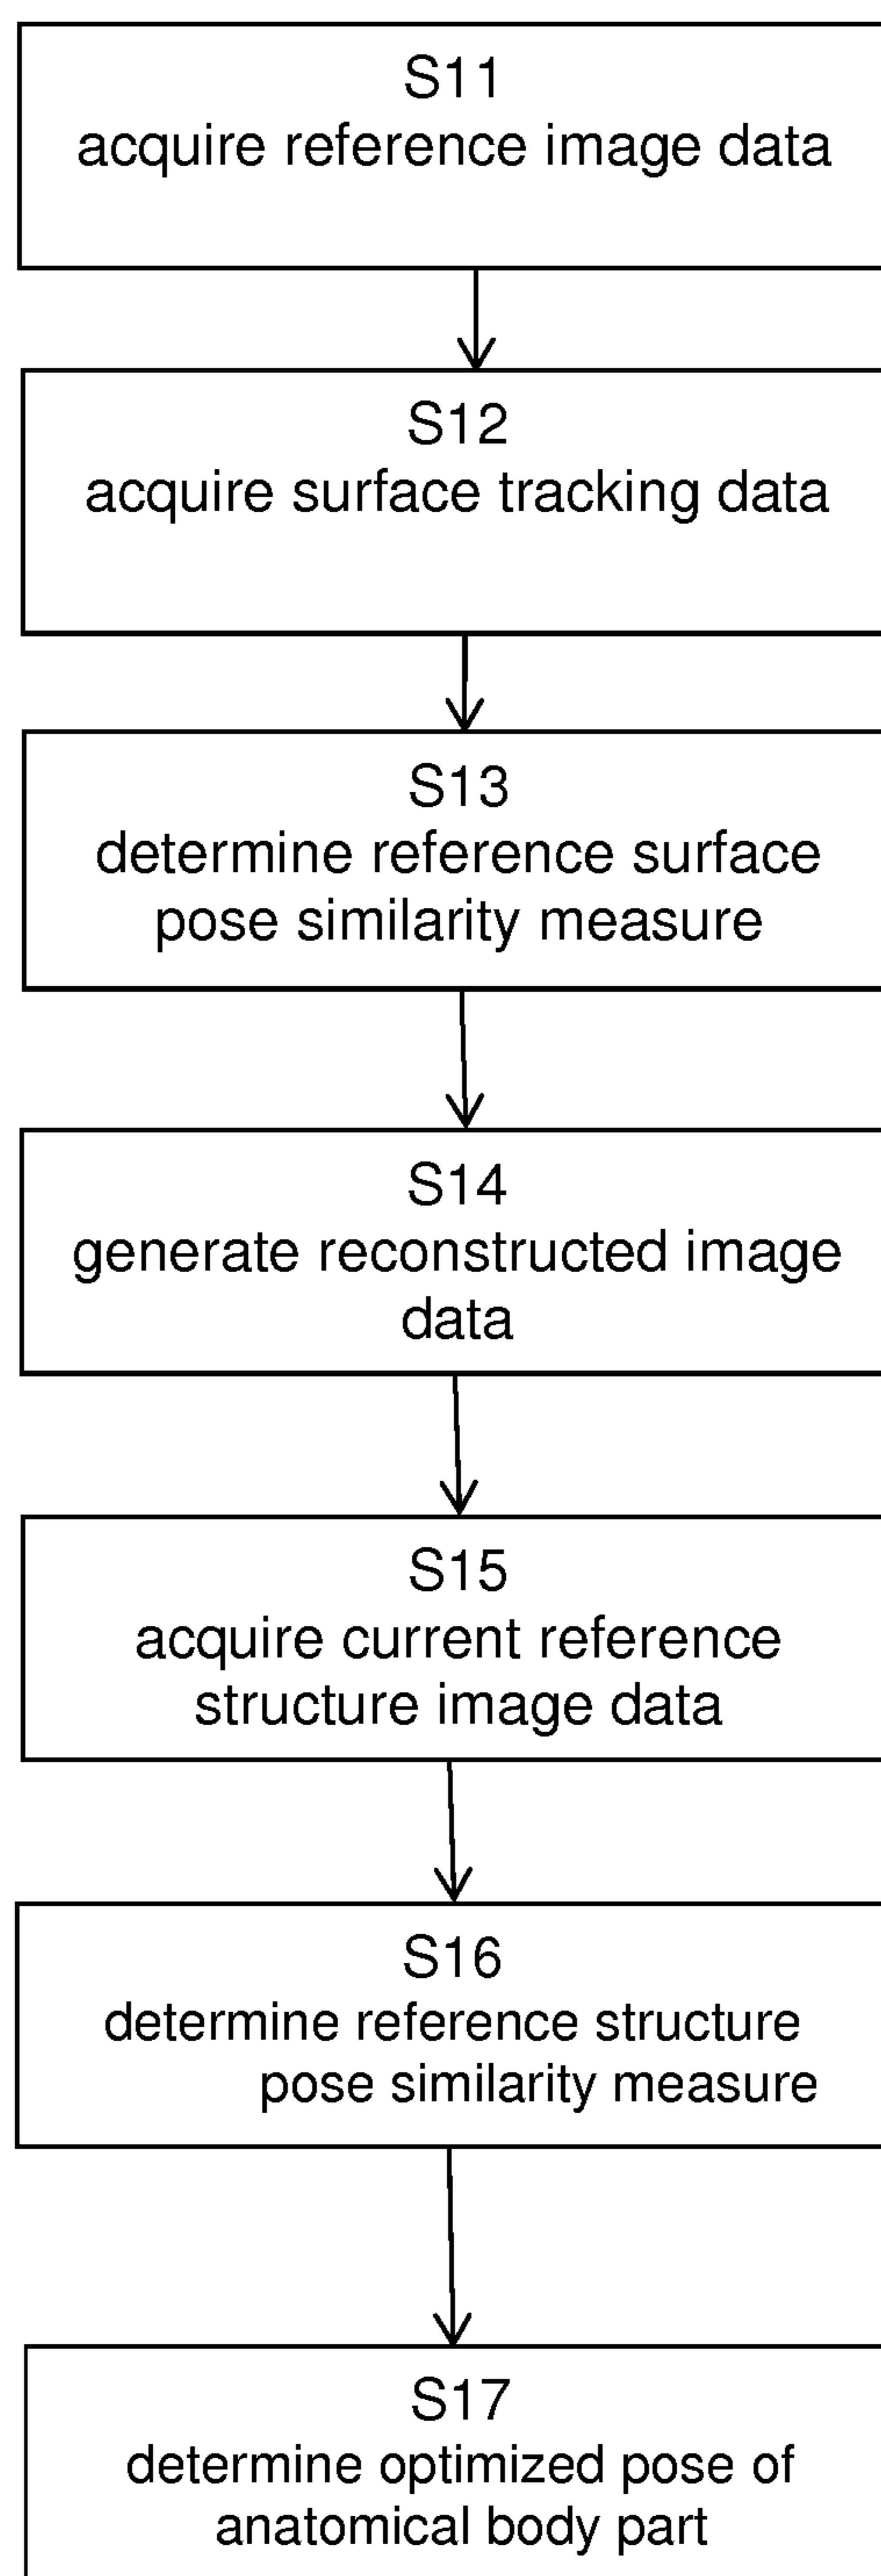 S11
acquire reference image data
S12
acquire surface tracking data
S13
determine reference surface
pose similarity measure
S14
generate reconstructed image
data
S15
acquire current reference
structure image data
S16
determine reference structure
pose similarity measure
S17
determine optimized pose of
anatomical body part